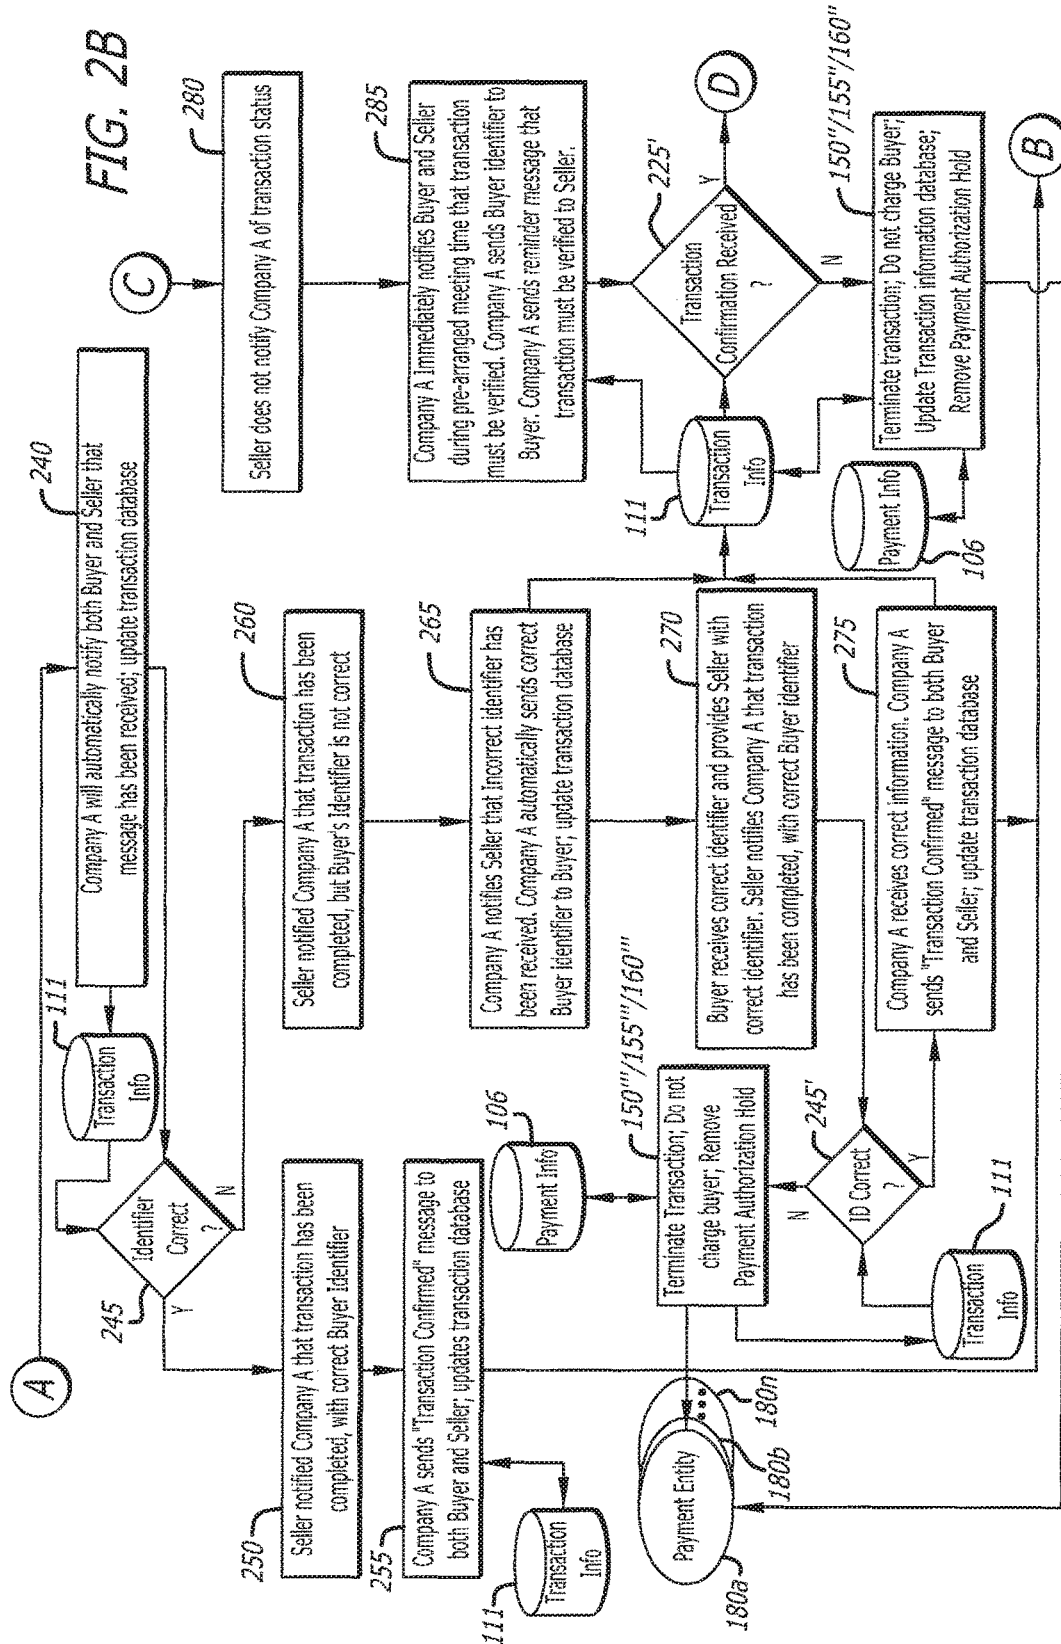 FIG. 2B
A
240
Company A will automatically notify both Buyer and Seller that
message has been received; update transaction database
111
Transaction
Info
Identifier
Correct
?
245
Y
N
250
Seller notified Company A that transaction has been
completed, with correct Buyer Identifier
255
Company A sends "Transaction Confirmed" message to
both Buyer and Seller; updates transaction database
111
Transaction
Info
260
Seller notified Company A that transaction has been
completed, but Buyer's Identifier is not correct
265
Company A notifies Seller that Incorrect identifier has
been received. Company A automatically sends correct
Buyer Identifier to Buyer; update transaction database
270
Buyer receives correct identifier and provides Seller with
correct identifier. Seller notifies Company A that transaction
has been completed, with correct Buyer identifier
245'
ID Correct
?
N
Y
111
Transaction
Info
275
Company A receives correct information. Company A
sends "Transaction Confirmed" message to both Buyer
and Seller; update transaction database
150'''/155'''/160'''
Terminate Transaction; Do not
charge buyer; Remove
Payment Authorization Hold
106
Payment Info
Payment Entity
180a
180b
180n
C
280
Seller does not notify Company A of transaction status
285
Company A Immediately notifies Buyer and Seller
during pre-arranged meeting time that transaction
must be verified. Company A sends Buyer identifier to
Buyer. Company A sends reminder message that
transaction must be verified to Seller.
111
Transaction
Info
225'
Transaction
Confirmation Received
?
Y
N
D
150''/155''/160''
Terminate transaction; Do not charge Buyer;
Update Transaction information database;
Remove Payment Authorization Hold
Payment Info
106
B